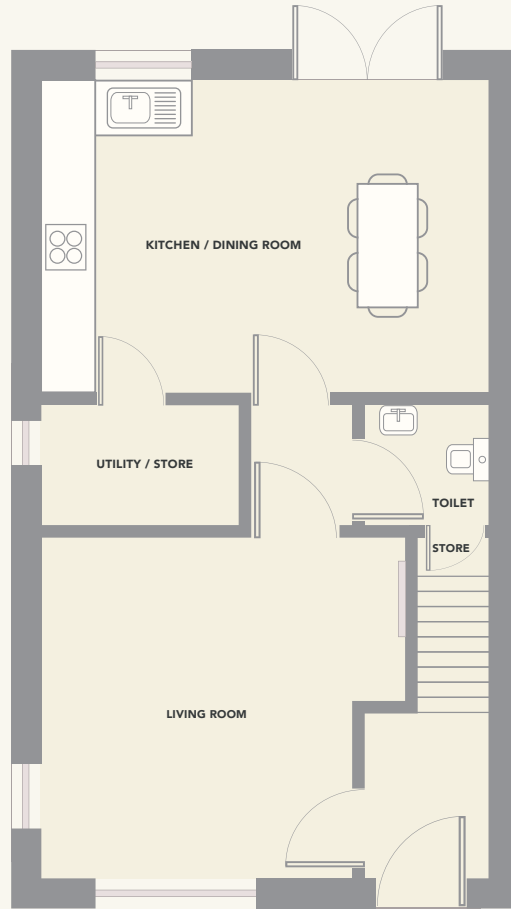 KITCHEN / DINING ROOM
UTILITY / STORE
TOILET
STORE
LIVING ROOM